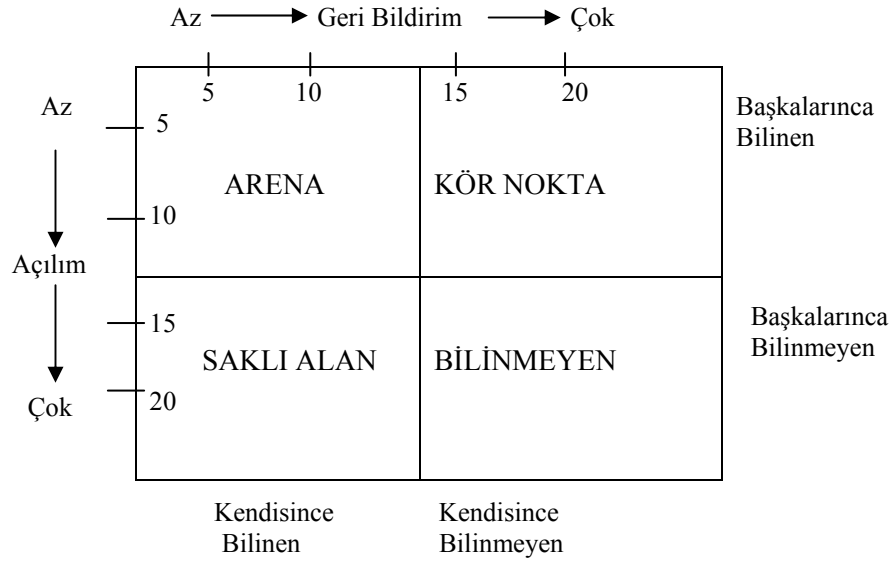 Az Geri Bildirim Çok
5 10 15 20
Az
5
Başkalarınca
Bilinen
ARENA KÖR NOKTA
10
Açılım
15
Başkalarınca
Bilinmeyen
SAKLI ALAN BİLİNMEYEN
20
Çok
Kendisince
Bilinen
Kendisince
Bilinmeyen